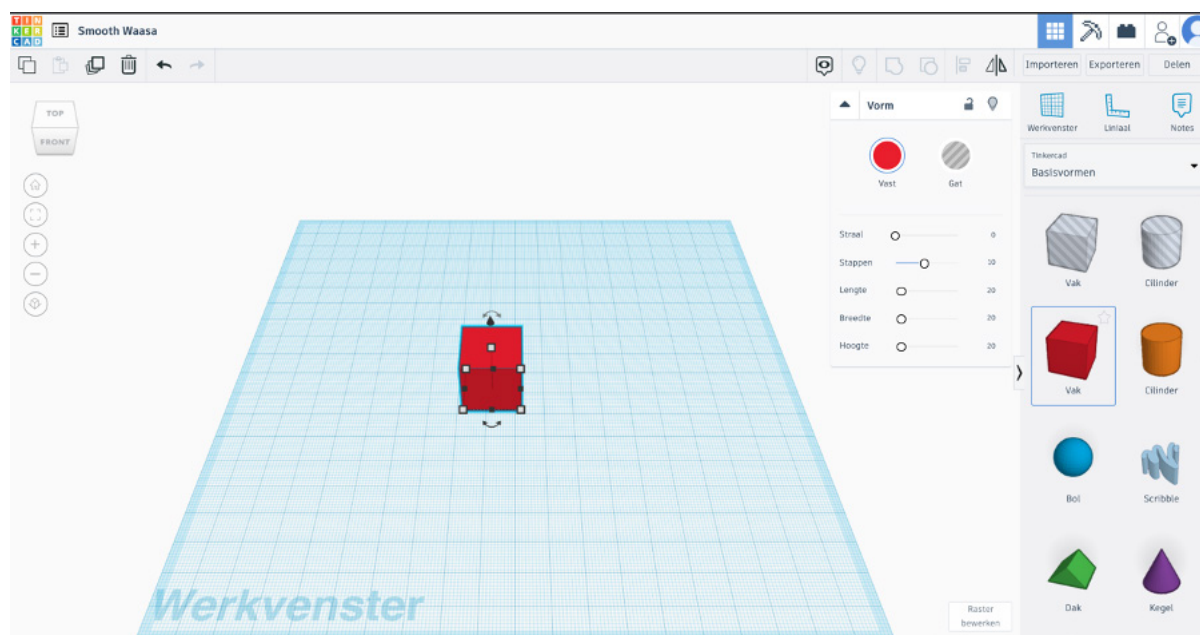 TIN
KER
CAD
Smooth Waasa
Importeren Exporteren Delen
TOP
FRONT
Vorm
Vast Gat
Straal 0
Stappen 10
Lengte 20
Breedte 20
Hoogte 20
Werkvenster Liniaal Notes
Tinkercad
Basisvormen
Vak Cilinder
Vak Cilinder
Bol Scribble
Dak Kegel
Werkvenster
Raster
bewerken